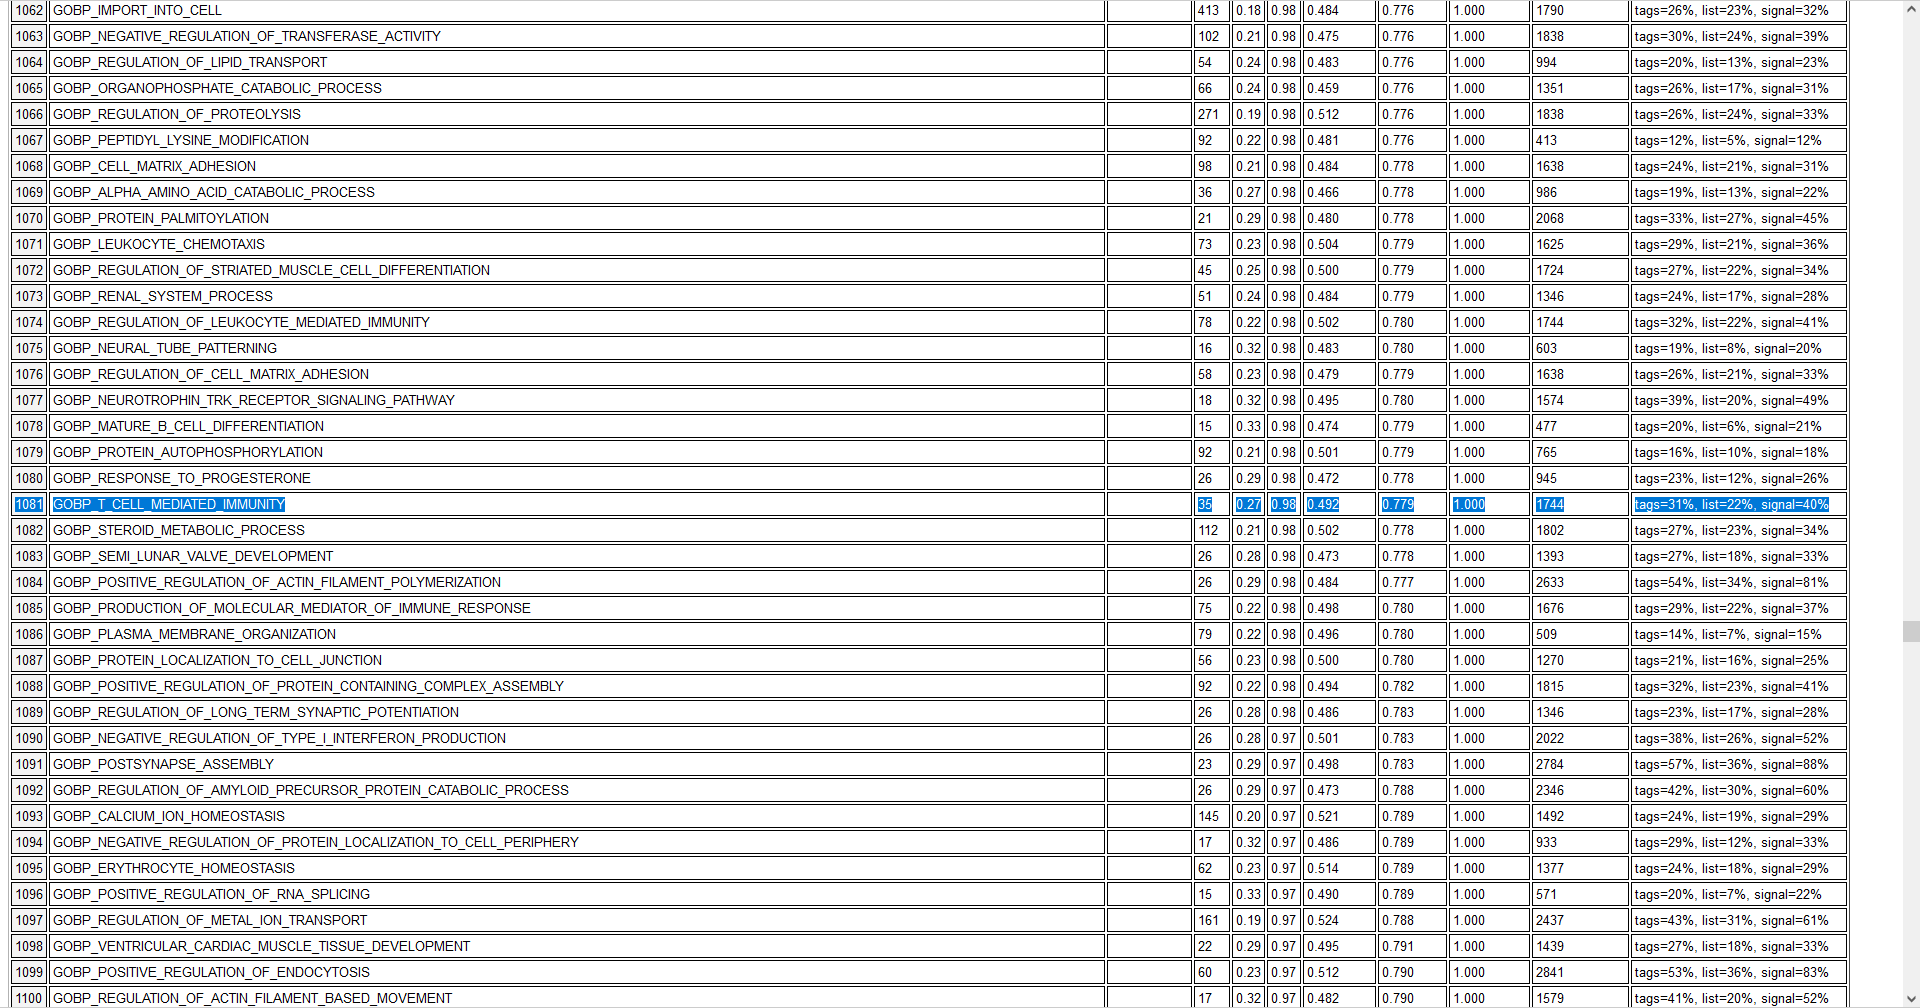 1062 GOBP_IMPORT_INTO_CELL 413 0.18 0.98 0.484 0.776 1.000 1790 tags=26%, list=23%, signal=32%
1063 GOBP_NEGATIVE_REGULATION_OF_TRANSFERASE_ACTIVITY 102 0.21 0.98 0.475 0.776 1.000 1838 tags=30%, list=24%, signal=39%
1064 GOBP_REGULATION_OF_LIPID_TRANSPORT 54 0.24 0.98 0.483 0.776 1.000 994 tags=20%, list=13%, signal=23%
1065 GOBP_ORGANOPHOSPHATE_CATABOLIC_PROCESS 66 0.24 0.98 0.459 0.776 1.000 1351 tags=26%, list=17%, signal=31%
1066 GOBP_REGULATION_OF_PROTEOLYSIS 271 0.19 0.98 0.512 0.776 1.000 1838 tags=26%, list=24%, signal=33%
1067 GOBP_PEPTIDYL_LYSINE_MODIFICATION 92 0.22 0.98 0.481 0.776 1.000 413 tags=12%, list=5%, signal=12%
1068 GOBP_CELL_MATRIX_ADHESION 98 0.21 0.98 0.484 0.778 1.000 1638 tags=24%, list=21%, signal=31%
1069 GOBP_ALPHA_AMINO_ACID_CATABOLIC_PROCESS 36 0.27 0.98 0.466 0.778 1.000 986 tags=19%, list=13%, signal=22%
1070 GOBP_PROTEIN_PALMITOYLATION 21 0.29 0.98 0.480 0.778 1.000 2068 tags=33%, list=27%, signal=45%
1071 GOBP_LEUKOCYTE_CHEMOTAXIS 73 0.23 0.98 0.504 0.779 1.000 1625 tags=29%, list=21%, signal=36%
1072 GOBP_REGULATION_OF_STRIATED_MUSCLE_CELL_DIFFERENTIATION 45 0.25 0.98 0.500 0.779 1.000 1724 tags=27%, list=22%, signal=34%
1073 GOBP_RENAL_SYSTEM_PROCESS 51 0.24 0.98 0.484 0.779 1.000 1346 tags=24%, list=17%, signal=28%
1074 GOBP_REGULATION_OF_LEUKOCYTE_MEDIATED_IMMUNITY 78 0.22 0.98 0.502 0.780 1.000 1744 tags=32%, list=22%, signal=41%
1075 GOBP_NEURAL_TUBE_PATTERNING 16 0.32 0.98 0.483 0.780 1.000 603 tags=19%, list=8%, signal=20%
1076 GOBP_REGULATION_OF_CELL_MATRIX_ADHESION 58 0.23 0.98 0.479 0.779 1.000 1638 tags=26%, list=21%, signal=33%
1077 GOBP_NEUROTROPHIN_TRK_RECEPTOR_SIGNALING_PATHWAY 18 0.32 0.98 0.495 0.780 1.000 1574 tags=39%, list=20%, signal=49%
1078 GOBP_MATURE_B_CELL_DIFFERENTIATION 15 0.33 0.98 0.474 0.779 1.000 477 tags=20%, list=6%, signal=21%
1079 GOBP_PROTEIN_AUTOPHOSPHORYLATION 92 0.21 0.98 0.501 0.779 1.000 765 tags=16%, list=10%, signal=18%
1080 GOBP_RESPONSE_TO_PROGESTERONE 26 0.29 0.98 0.472 0.778 1.000 945 tags=23%, list=12%, signal=26%
1081 GOBP_T_CELL_MEDIATED_IMMUNITY 35 0.27 0.98 0.492 0.779 1.000 1744 tags=31%, list=22%, signal=40%
1082 GOBP_STEROID_METABOLIC_PROCESS 112 0.21 0.98 0.502 0.778 1.000 1802 tags=27%, list=23%, signal=34%
1083 GOBP_SEMI_LUNAR_VALVE_DEVELOPMENT 26 0.28 0.98 0.473 0.778 1.000 1393 tags=27%, list=18%, signal=33%
1084 GOBP_POSITIVE_REGULATION_OF_ACTIN_FILAMENT_POLYMERIZATION 26 0.29 0.98 0.484 0.777 1.000 2633 tags=54%, list=34%, signal=81%
1085 GOBP_PRODUCTION_OF_MOLECULAR_MEDIATOR_OF_IMMUNE_RESPONSE 75 0.22 0.98 0.498 0.780 1.000 1676 tags=29%, list=22%, signal=37%
1086 GOBP_PLASMA_MEMBRANE_ORGANIZATION 79 0.22 0.98 0.496 0.780 1.000 509 tags=14%, list=7%, signal=15%
1087 GOBP_PROTEIN_LOCALIZATION_TO_CELL_JUNCTION 56 0.23 0.98 0.500 0.780 1.000 1270 tags=21%, list=16%, signal=25%
1088 GOBP_POSITIVE_REGULATION_OF_PROTEIN_CONTAINING_COMPLEX_ASSEMBLY 92 0.22 0.98 0.494 0.782 1.000 1815 tags=32%, list=23%, signal=41%
1089 GOBP_REGULATION_OF_LONG_TERM_SYNAPTIC_POTENTIATION 26 0.28 0.98 0.486 0.783 1.000 1346 tags=23%, list=17%, signal=28%
1090 GOBP_NEGATIVE_REGULATION_OF_TYPE_I_INTERFERON_PRODUCTION 26 0.28 0.97 0.501 0.783 1.000 2022 tags=38%, list=26%, signal=52%
1091 GOBP_POSTSYNAPSE_ASSEMBLY 23 0.29 0.97 0.498 0.783 1.000 2784 tags=57%, list=36%, signal=88%
1092 GOBP_REGULATION_OF_AMYLOID_PRECURSOR_PROTEIN_CATABOLIC_PROCESS 26 0.29 0.97 0.473 0.788 1.000 2346 tags=42%, list=30%, signal=60%
1093 GOBP_CALCIUM_ION_HOMEOSTASIS 145 0.20 0.97 0.521 0.789 1.000 1492 tags=24%, list=19%, signal=29%
1094 GOBP_NEGATIVE_REGULATION_OF_PROTEIN_LOCALIZATION_TO_CELL_PERIPHERY 17 0.32 0.97 0.486 0.789 1.000 933 tags=29%, list=12%, signal=33%
1095 GOBP_ERYTHROCYTE_HOMEOSTASIS 62 0.23 0.97 0.514 0.789 1.000 1377 tags=24%, list=18%, signal=29%
1096 GOBP_POSITIVE_REGULATION_OF_RNA_SPLICING 15 0.33 0.97 0.490 0.789 1.000 571 tags=20%, list=7%, signal=22%
1097 GOBP_REGULATION_OF_METAL_ION_TRANSPORT 161 0.19 0.97 0.524 0.788 1.000 2437 tags=43%, list=31%, signal=61%
1098 GOBP_VENTRICULAR_CARDIAC_MUSCLE_TISSUE_DEVELOPMENT 22 0.29 0.97 0.495 0.791 1.000 1439 tags=27%, list=18%, signal=33%
1099 GOBP_POSITIVE_REGULATION_OF_ENDOCYTOSIS 60 0.23 0.97 0.512 0.790 1.000 2841 tags=53%, list=36%, signal=83%
1100 GOBP_REGULATION_OF_ACTIN_FILAMENT_BASED_MOVEMENT 17 0.32 0.97 0.482 0.790 1.000 1579 tags=41%, list=20%, signal=52%